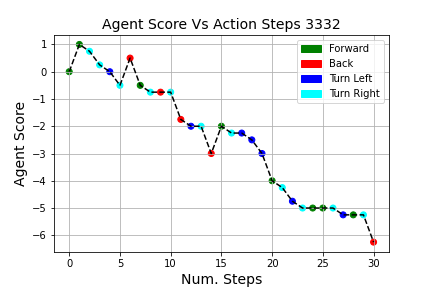 Agent Score Vs Action Steps 3332
Agent Score
1
0
−1
−2
−3
−4
−5
−6
Forward
Back
Turn Left
Turn Right
0 5 10 15 20 25 30
Num. Steps